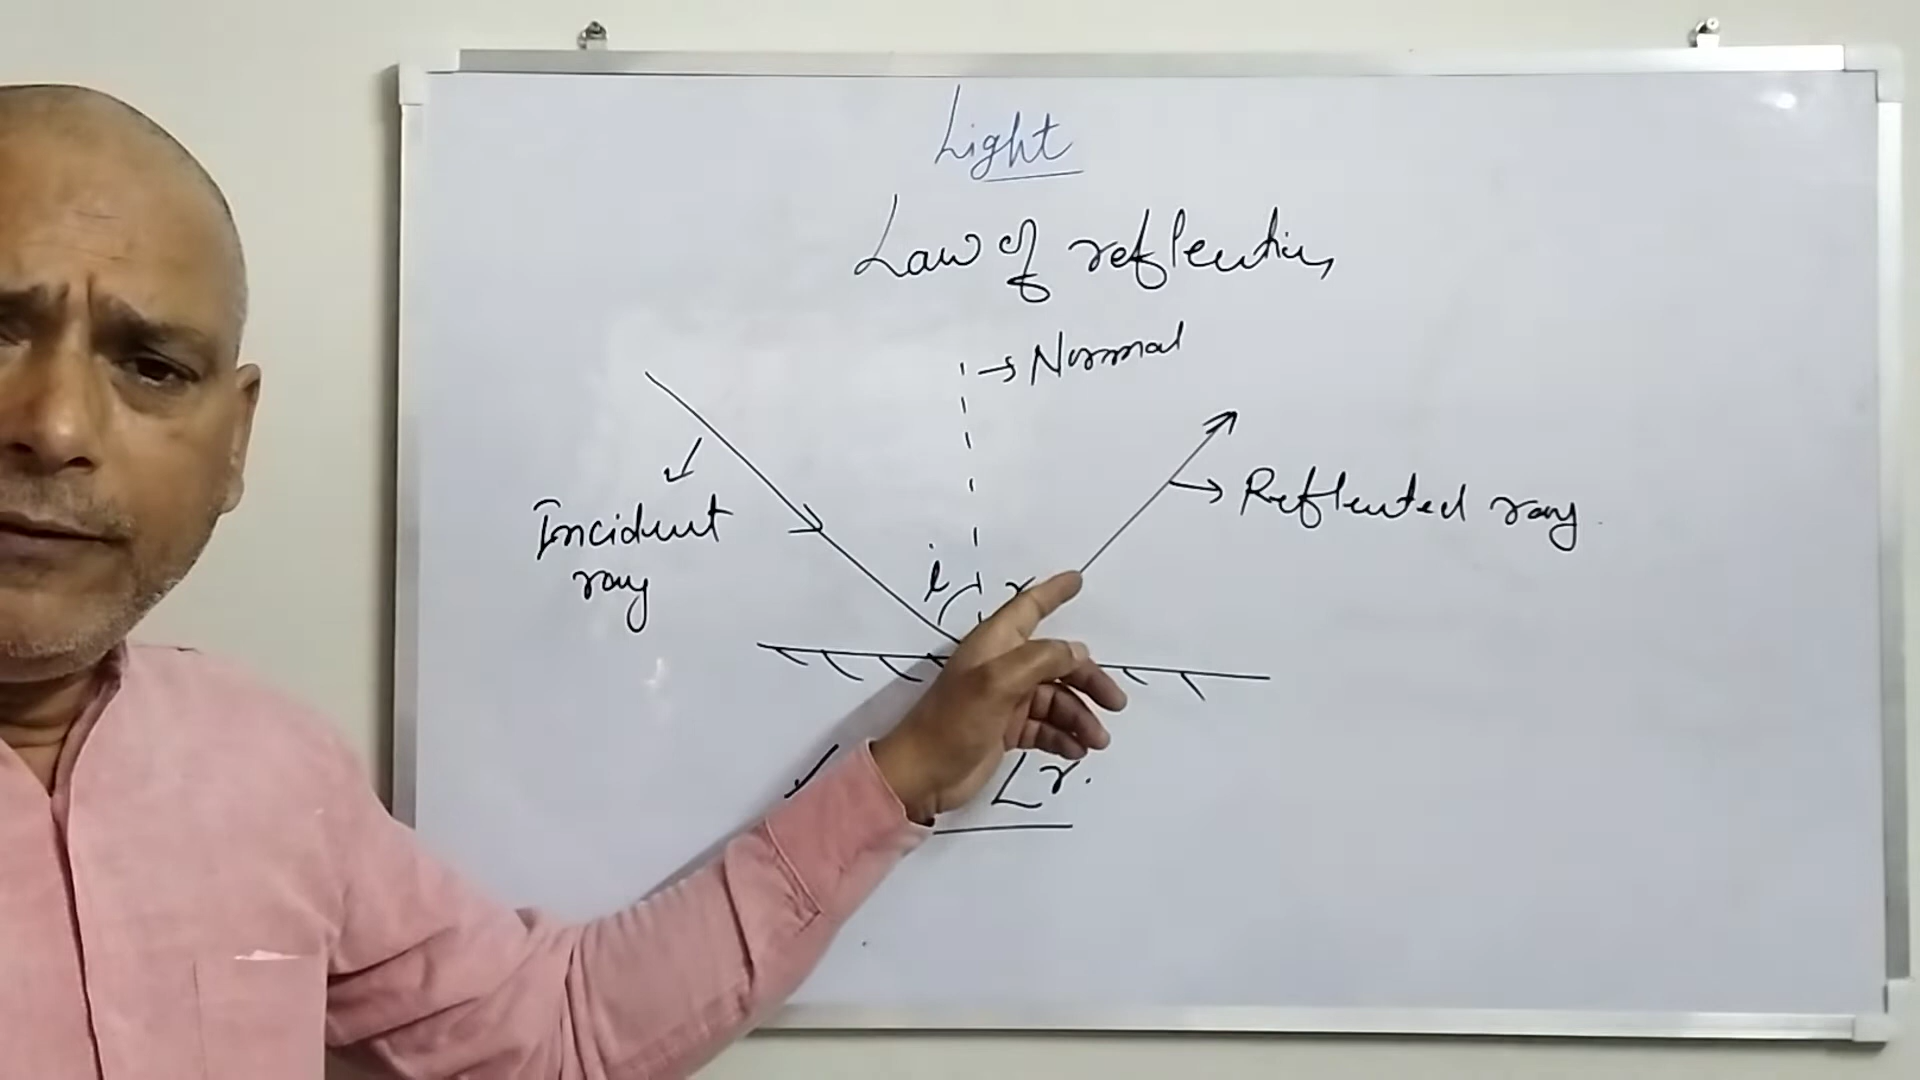 Light
Law of reflection
→ Normal
Incident
ray
→ Reflected ray
i
r
∠r.